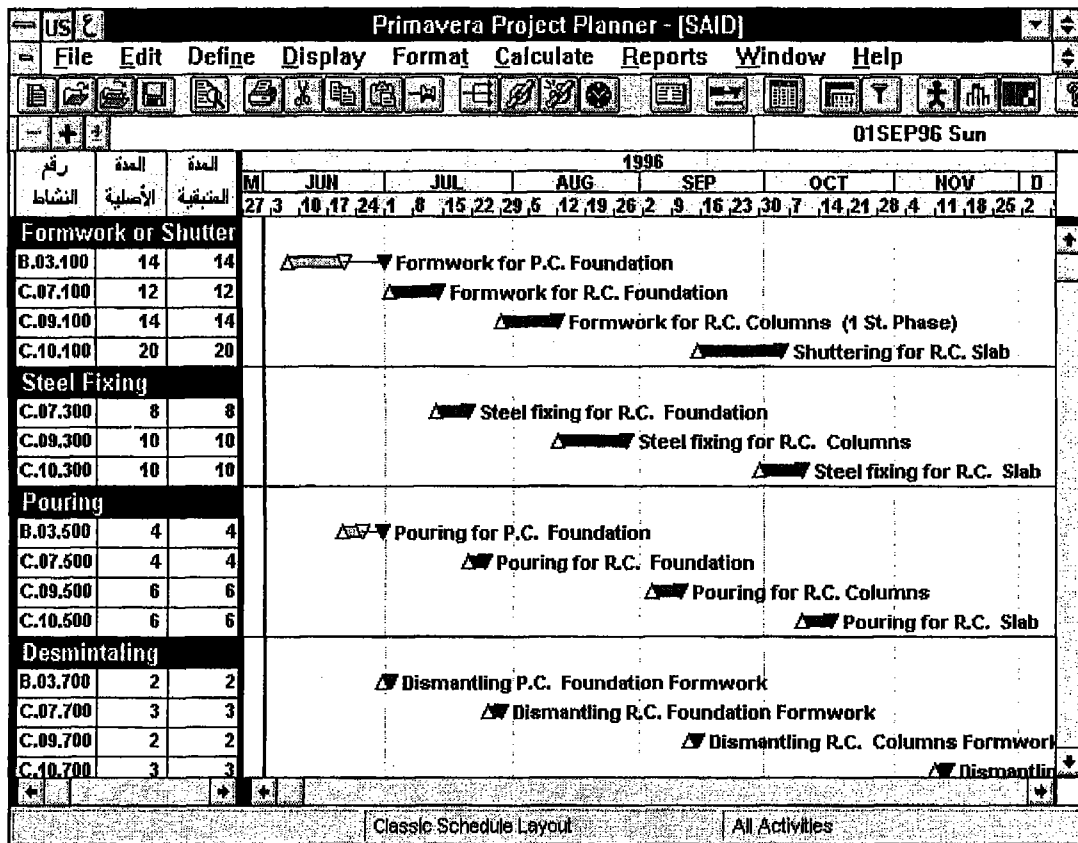 US ع
Primavera Project Planner - [SAID]
File Edit Define Display Format Calculate Reports Window Help
01SEP96 Sun
رقم النشاط
المدة الأصلية
المدة المتبقية
1996
M JUN JUL AUG SEP OCT NOV D
27 3 10 17 24 1 8 15 22 29 5 12 19 26 2 9 16 23 30 7 14 21 28 4 11 18 25 2
Formwork or Shutter
B.03.100 14 14 Formwork for P.C. Foundation
C.07.100 12 12 Formwork for R.C. Foundation
C.09.100 14 14 Formwork for R.C. Columns (1 St. Phase)
C.10.100 20 20 Shuttering for R.C. Slab
Steel Fixing
C.07.300 8 8 Steel fixing for R.C. Foundation
C.09.300 10 10 Steel fixing for R.C. Columns
C.10.300 10 10 Steel fixing for R.C. Slab
Pouring
B.03.500 4 4 Pouring for P.C. Foundation
C.07.500 4 4 Pouring for R.C. Foundation
C.09.500 6 6 Pouring for R.C. Columns
C.10.500 6 6 Pouring for R.C. Slab
Desmintaling
B.03.700 2 2 Dismantling P.C. Foundation Formwork
C.07.700 3 3 Dismantling R.C. Foundation Formwork
C.09.700 2 2 Dismantling R.C. Columns Formwork
C.10.700 3 3 Dismantlin
Classic Schedule Layout All Activities